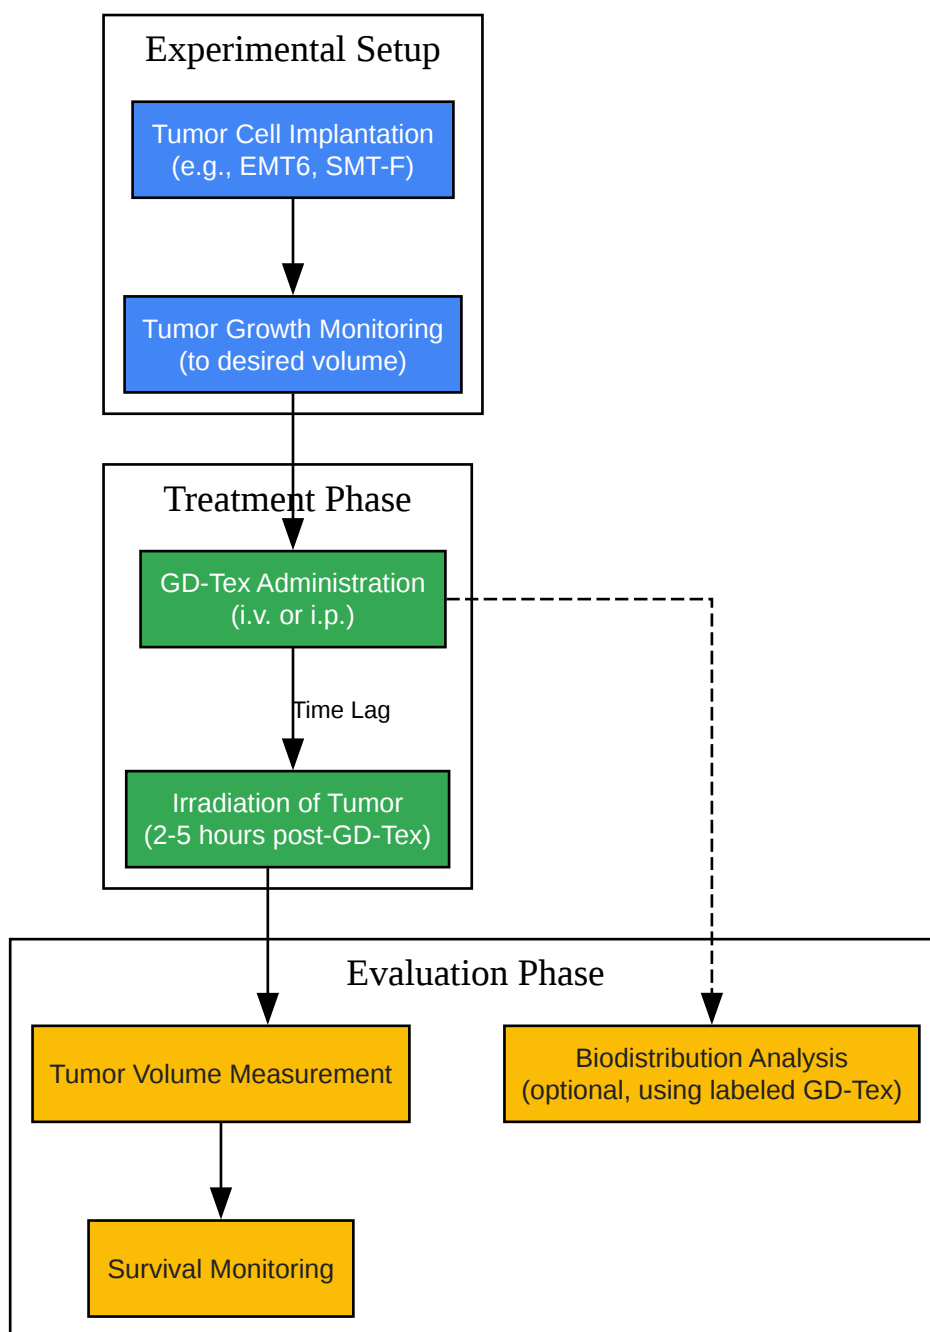 Experimental Setup
Tumor Cell Implantation
(e.g., EMT6, SMT-F)
Tumor Growth Monitoring
(to desired volume)
Treatment Phase
GD-Tex Administration
(i.v. or i.p.)
Time Lag
Irradiation of Tumor
(2-5 hours post-GD-Tex)
Evaluation Phase
Tumor Volume Measurement
Biodistribution Analysis
(optional, using labeled GD-Tex)
Survival Monitoring